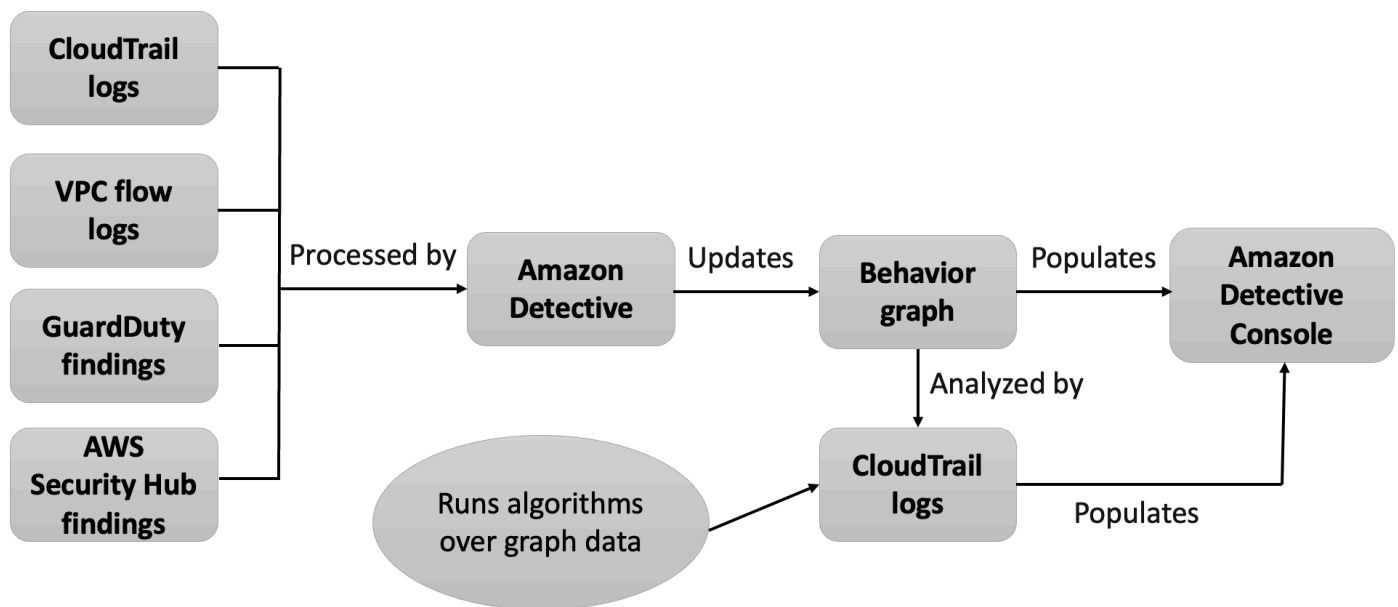 CloudTrail
logs
VPC flow
logs
GuardDuty
findings
AWS
Security Hub
findings
Processed by
Amazon
Detective
Updates
Behavior
graph
Populates
Amazon
Detective
Console
Analyzed by
CloudTrail
logs
Runs algorithms
over graph data
Populates